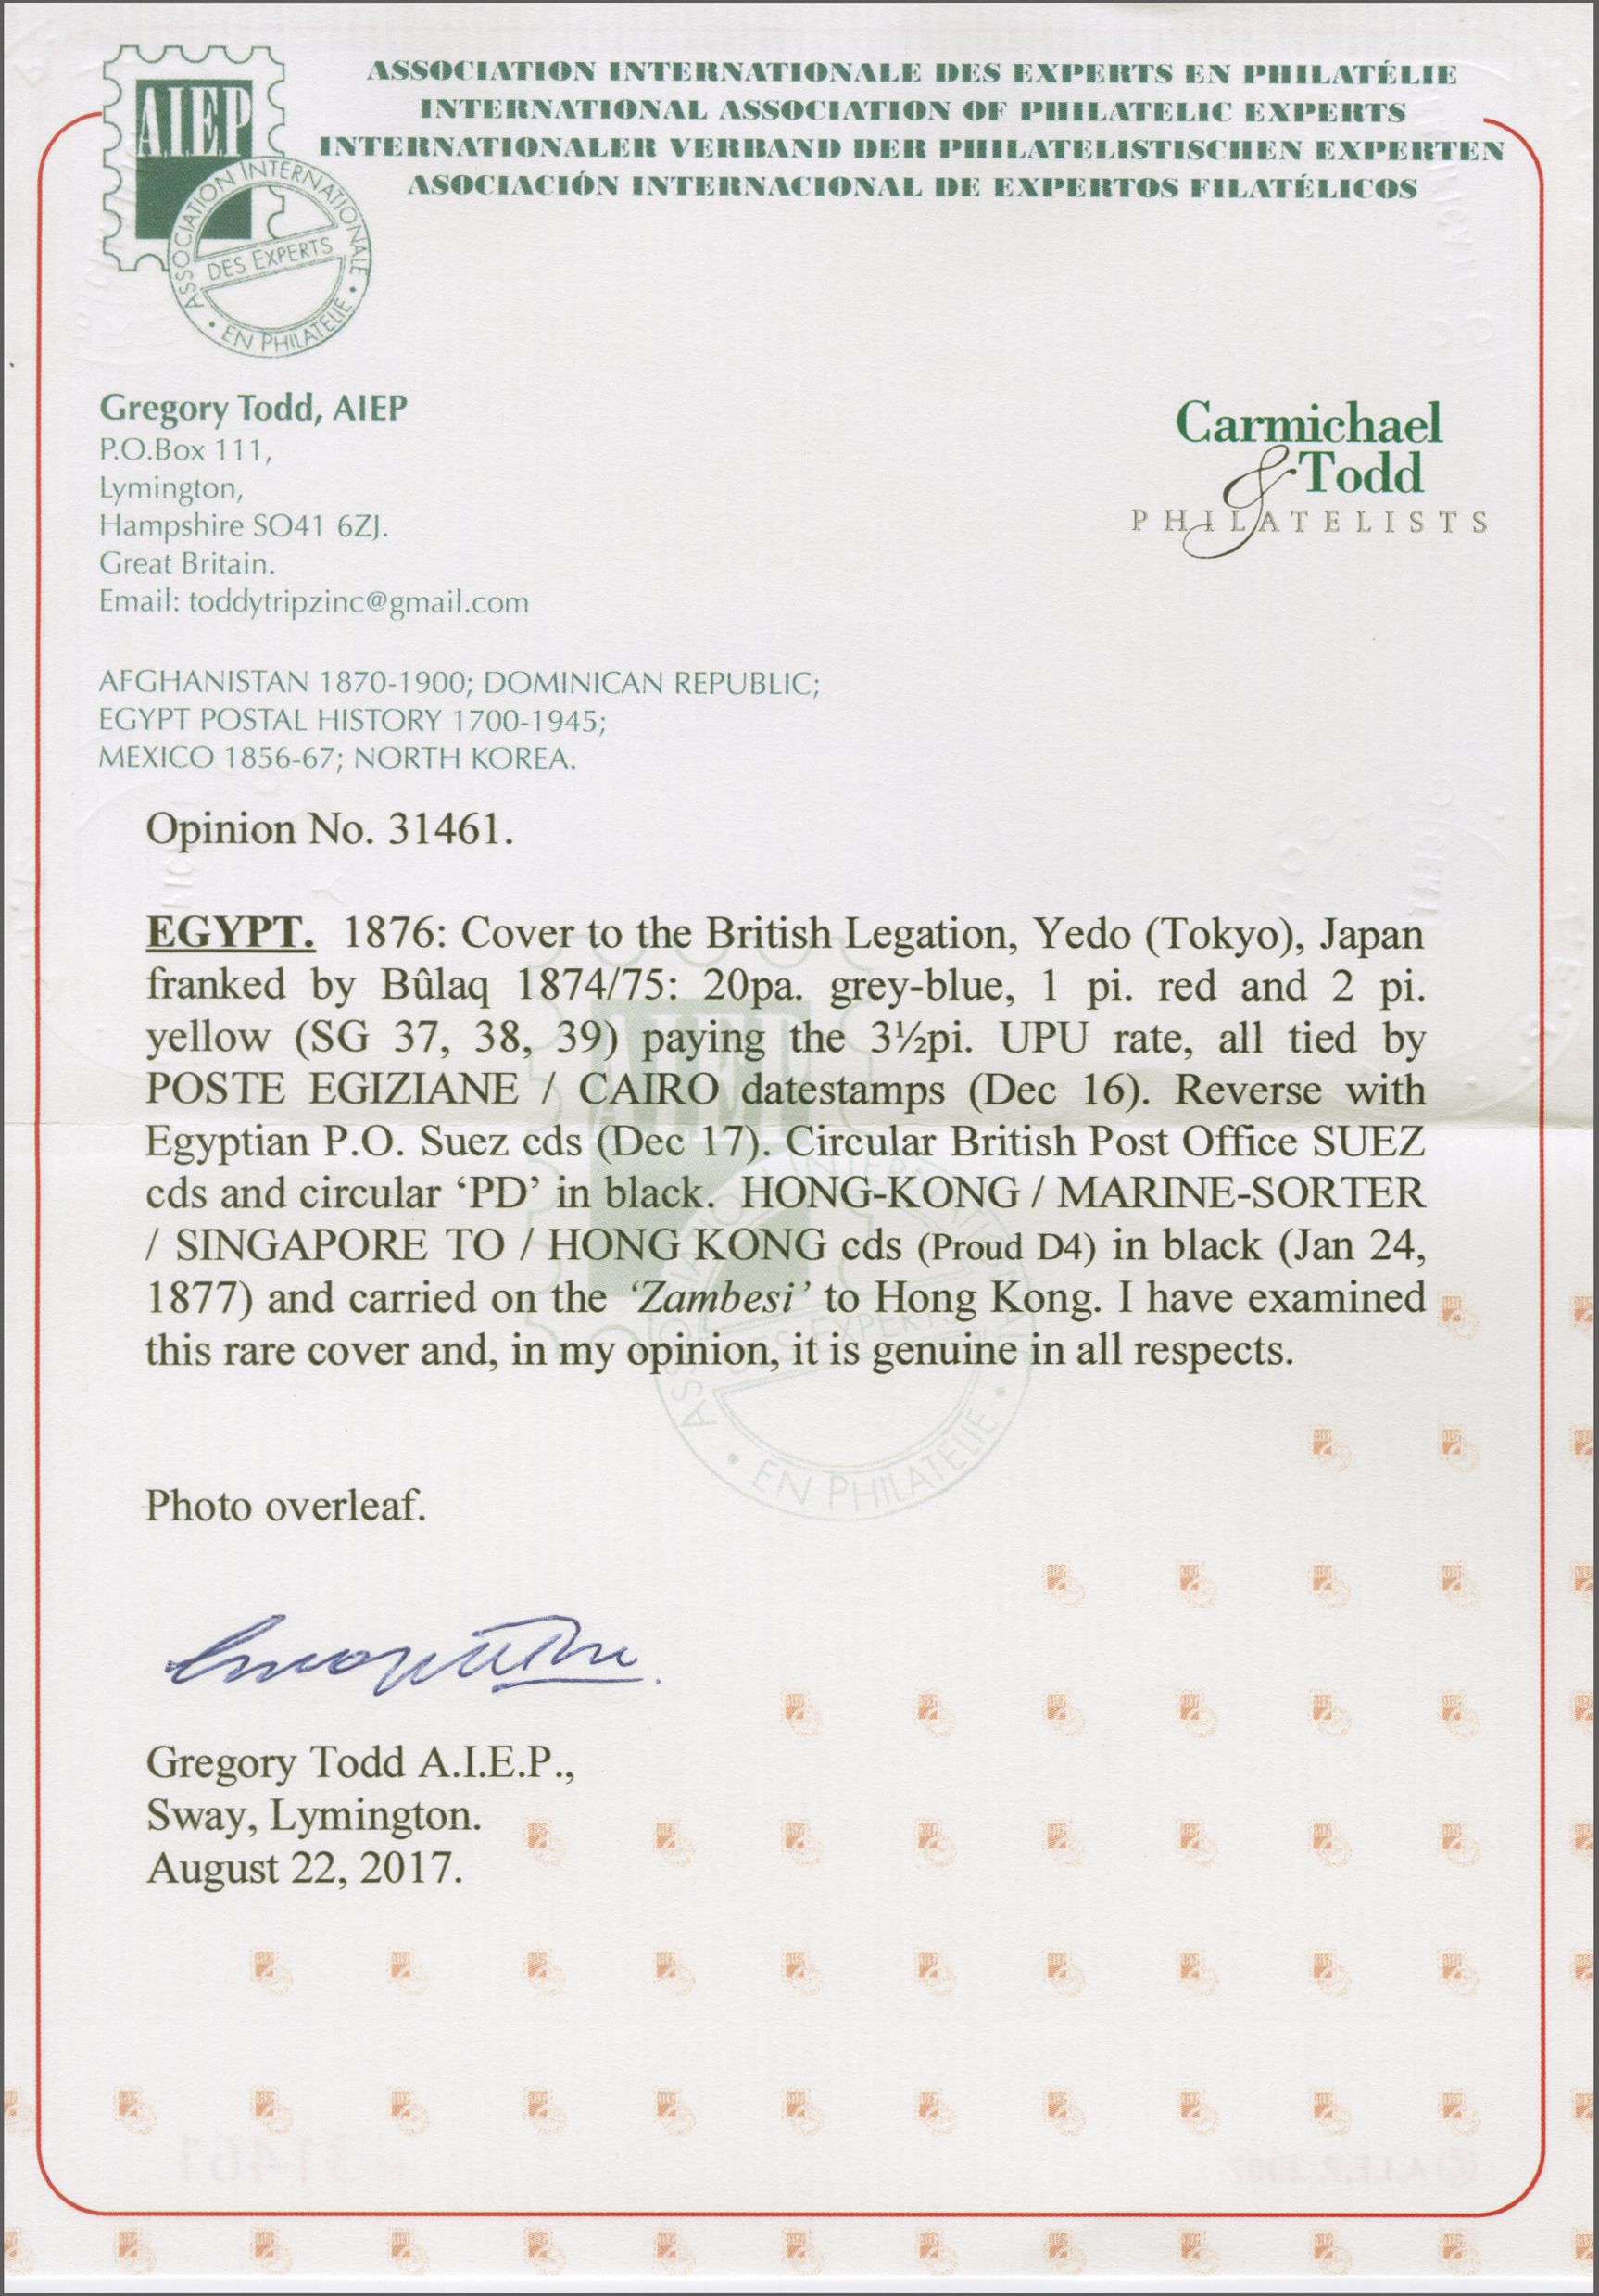 ASSOCIATION INTERNATIONALE DES EXPERTS EN PHILATÉLIE
INTERNATIONAL ASSOCIATION OF PHILATELIC EXPERTS
INTERNATIONALER VERBAND DER PHILATELISTISCHEN EXPERTEN
ASOCIACIÓN INTERNACIONAL DE EXPERTOS FILATÉLICOS
AIEP
ASSOCIATION INTERNATIONALE
DES EXPERTS
• EN PHILATELIE •
Gregory Todd, AIEP
P.O.Box 111,
Lymington,
Hampshire SO41 6ZJ.
Great Britain.
Email: toddytripzinc@gmail.com
Carmichael
& Todd
PHILATELISTS
AFGHANISTAN 1870-1900; DOMINICAN REPUBLIC;
EGYPT POSTAL HISTORY 1700-1945;
MEXICO 1856-67; NORTH KOREA.
Opinion No. 31461.
EGYPT. 1876: Cover to the British Legation, Yedo (Tokyo), Japan
franked by Bûlaq 1874/75: 20pa. grey-blue, 1 pi. red and 2 pi.
yellow (SG 37, 38, 39) paying the 3½pi. UPU rate, all tied by
POSTE EGIZIANE / CAIRO datestamps (Dec 16). Reverse with
Egyptian P.O. Suez cds (Dec 17). Circular British Post Office SUEZ
cds and circular ‘PD’ in black. HONG-KONG / MARINE-SORTER
/ SINGAPORE TO / HONG KONG cds (Proud D4) in black (Jan 24,
1877) and carried on the ‘Zambesi’ to Hong Kong. I have examined
this rare cover and, in my opinion, it is genuine in all respects.
Photo overleaf.
Gregory Todd A.I.E.P.,
Sway, Lymington.
August 22, 2017.